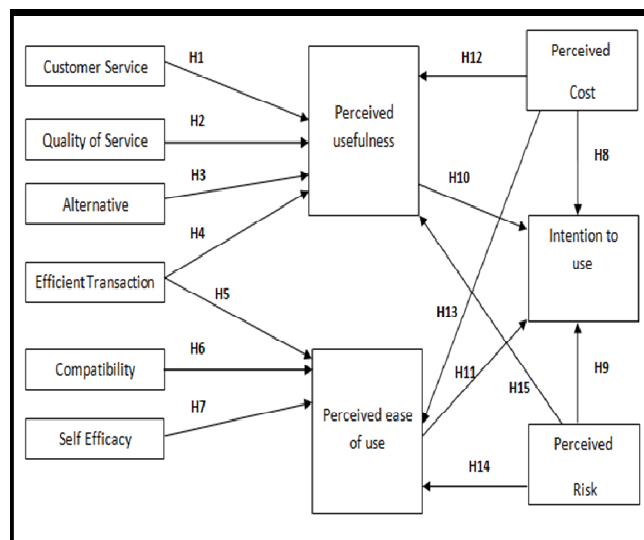 Customer Service
H1
Quality of Service
H2
Alternative
H3
Efficient Transaction
H4
H5
Compatibility
H6
Self Efficacy
H7
Perceived
usefulness
Perceived ease
of use
H12
H10
H13
H11
H15
H14
Perceived
Cost
H8
Intention to
use
H9
Perceived
Risk